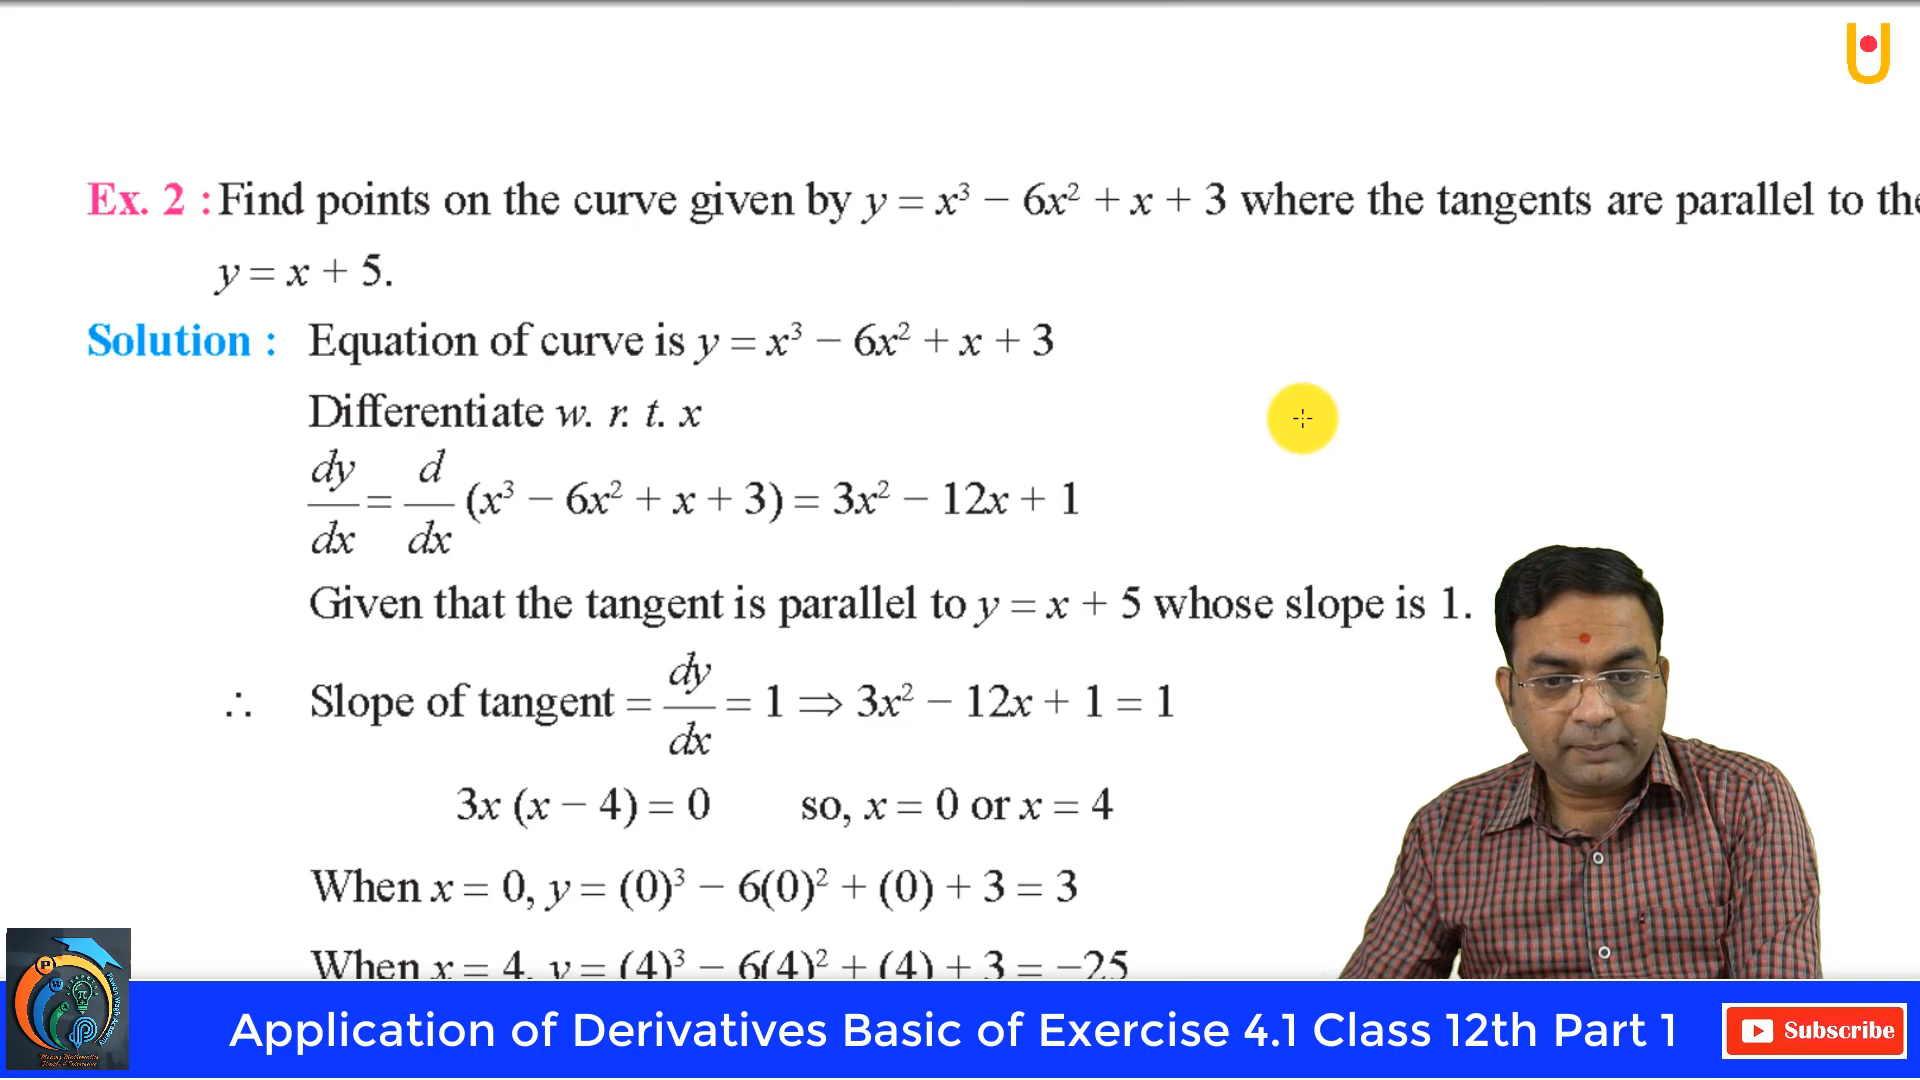 Ex. 2 : Find points on the curve given by y = x³ − 6x² + x + 3 where the tangents are parallel to the
y = x + 5.
Solution : Equation of curve is y = x³ − 6x² + x + 3
Differentiate w. r. t. x
dy/dx = d/dx (x³ − 6x² + x + 3) = 3x² − 12x + 1
Given that the tangent is parallel to y = x + 5 whose slope is 1.
∴ Slope of tangent = dy/dx = 1 ⇒ 3x² − 12x + 1 = 1
3x (x − 4) = 0 so, x = 0 or x = 4
When x = 0, y = (0)³ − 6(0)² + (0) + 3 = 3
When x = 4, y = (4)³ − 6(4)² + (4) + 3 = −25
Application of Derivatives Basic of Exercise 4.1 Class 12th Part 1
Subscribe